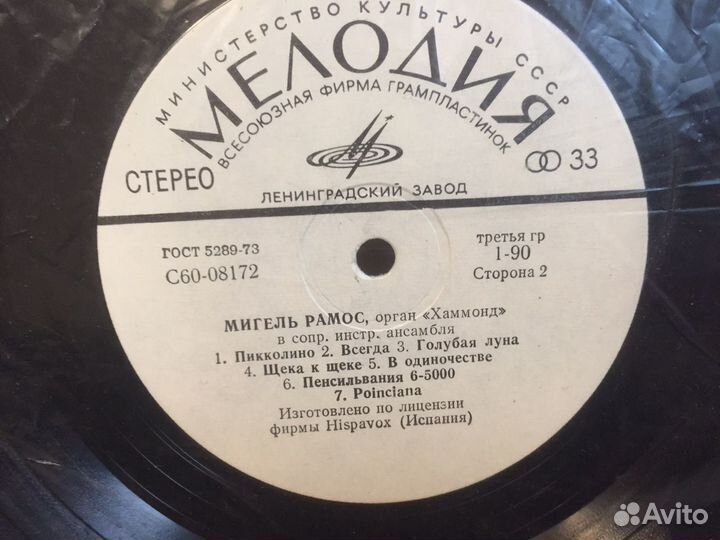 МИНИСТЕРСТВО КУЛЬТУРЫ СССР
МЕЛОДИЯ
ВСЕСОЮЗНАЯ ФИРМА ГРАМПЛАСТИНОК
СТЕРЕО
33
ЛЕНИНГРАДСКИЙ ЗАВОД
ГОСТ 5289-73
С60-08172
третья гр
1-90
Сторона 2
МИГЕЛЬ РАМОС, орган «Хаммонд»
в сопр. инстр. ансамбля
1. Пикколино 2. Всегда 3. Голубая луна
4. Щека к щеке 5. В одиночестве
6. Пенсильвания 6-5000
7. Poinciana
Изготовлено по лицензии
фирмы Hispavox (Испания)
Avito